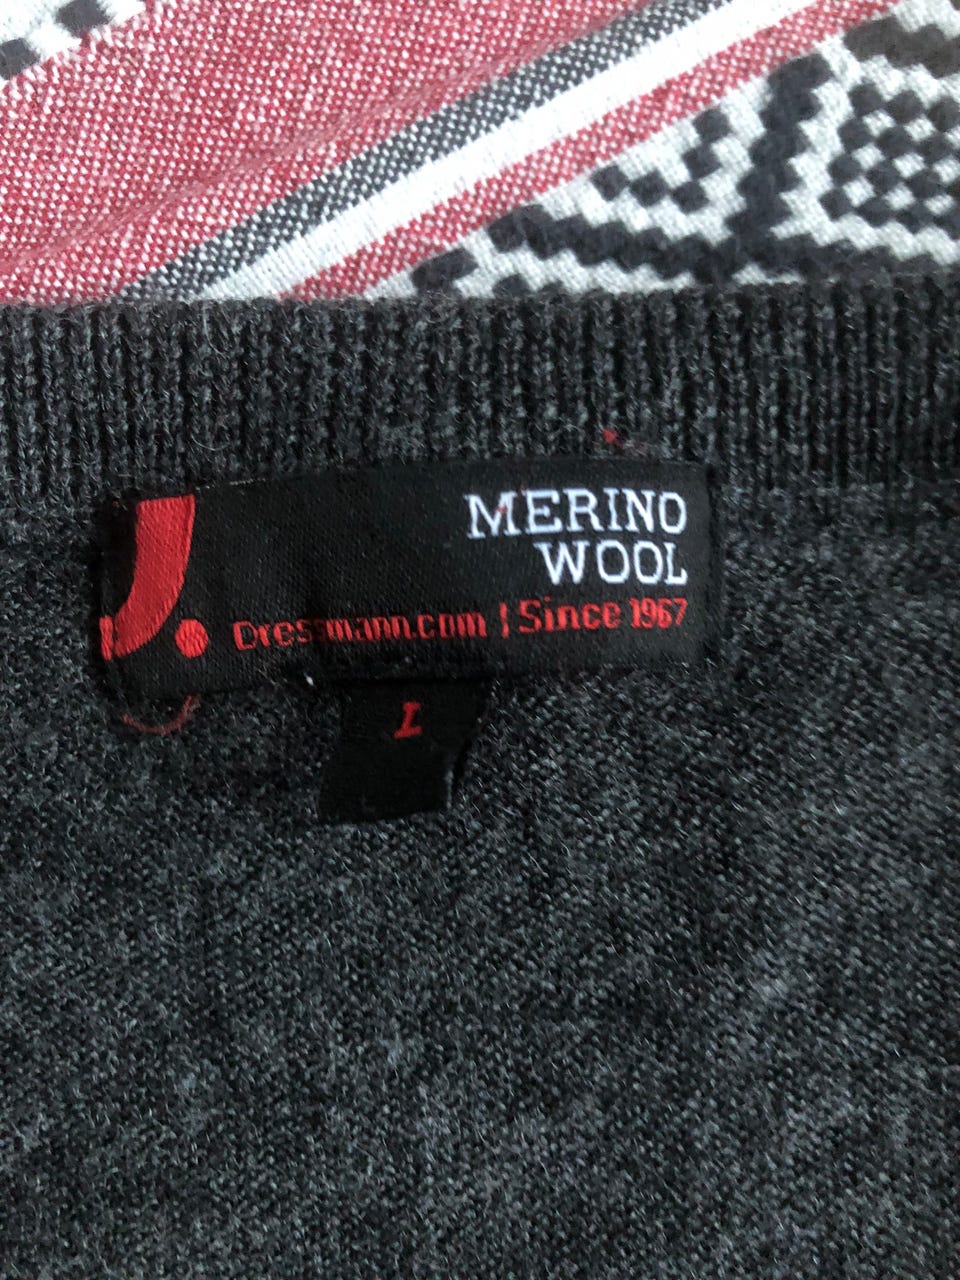 MERINO
WOOL
Dressmann.com | Since 1967
L